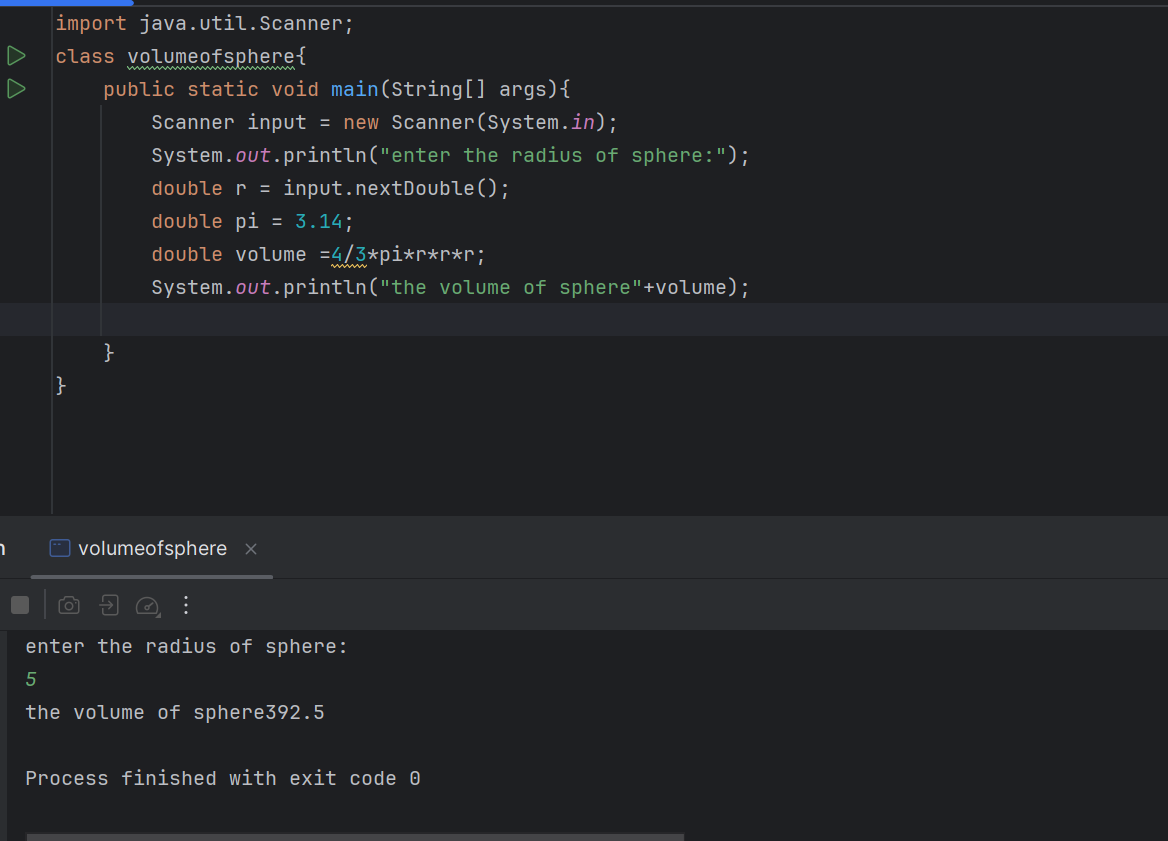 import java.util.Scanner;
class volumeofsphere{
    public static void main(String[] args){
        Scanner input = new Scanner(System.in);
        System.out.println("enter the radius of sphere:");
        double r = input.nextDouble();
        double pi = 3.14;
        double volume =4/3*pi*r*r*r;
        System.out.println("the volume of sphere"+volume);
    }
}
volumeofsphere
enter the radius of sphere:
5
the volume of sphere392.5
Process finished with exit code 0